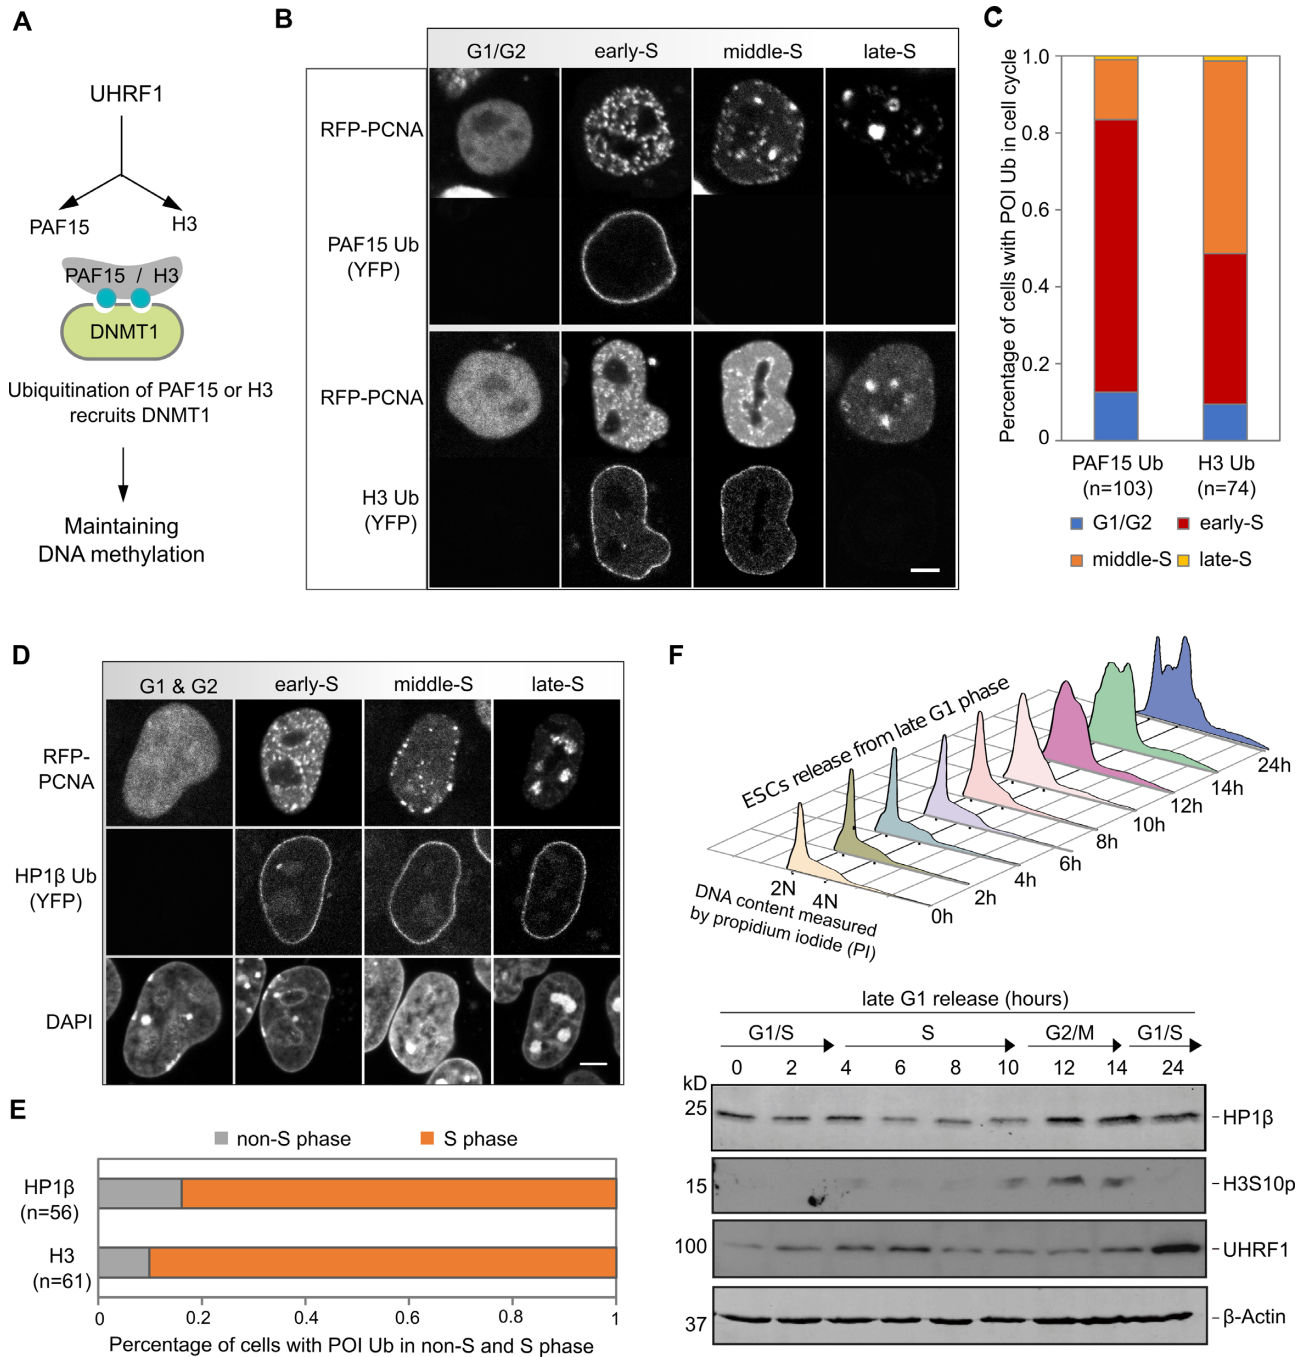 A
UHRF1
PAF15
H3
PAF15 / H3
DNMT1
Ubiquitination of PAF15 or H3
recruits DNMT1
Maintaining
DNA methylation
B
G1/G2 early-S middle-S late-S
RFP-PCNA
PAF15 Ub
(YFP)
RFP-PCNA
H3 Ub
(YFP)
C
Percentage of cells with POI Ub in cell cycle
1.0
0.8
0.6
0.4
0.2
0
PAF15 Ub
(n=103)
H3 Ub
(n=74)
G1/G2 early-S
middle-S late-S
D
G1 & G2 early-S middle-S late-S
RFP-
PCNA
HP1β Ub
(YFP)
DAPI
E
non-S phase S phase
HP1β
(n=56)
H3
(n=61)
0 0.2 0.4 0.6 0.8 1
Percentage of cells with POI Ub in non-S and S phase
F
ESCs release from late G1 phase
2N
4N
DNA content measured
by propidium iodide (PI)
0h
2h
4h
6h
8h
10h
12h
14h
24h
late G1 release (hours)
G1/S S G2/M G1/S
0 2 4 6 8 10 12 14 24
kD
25
HP1β
15
H3S10p
100
UHRF1
37
β-Actin